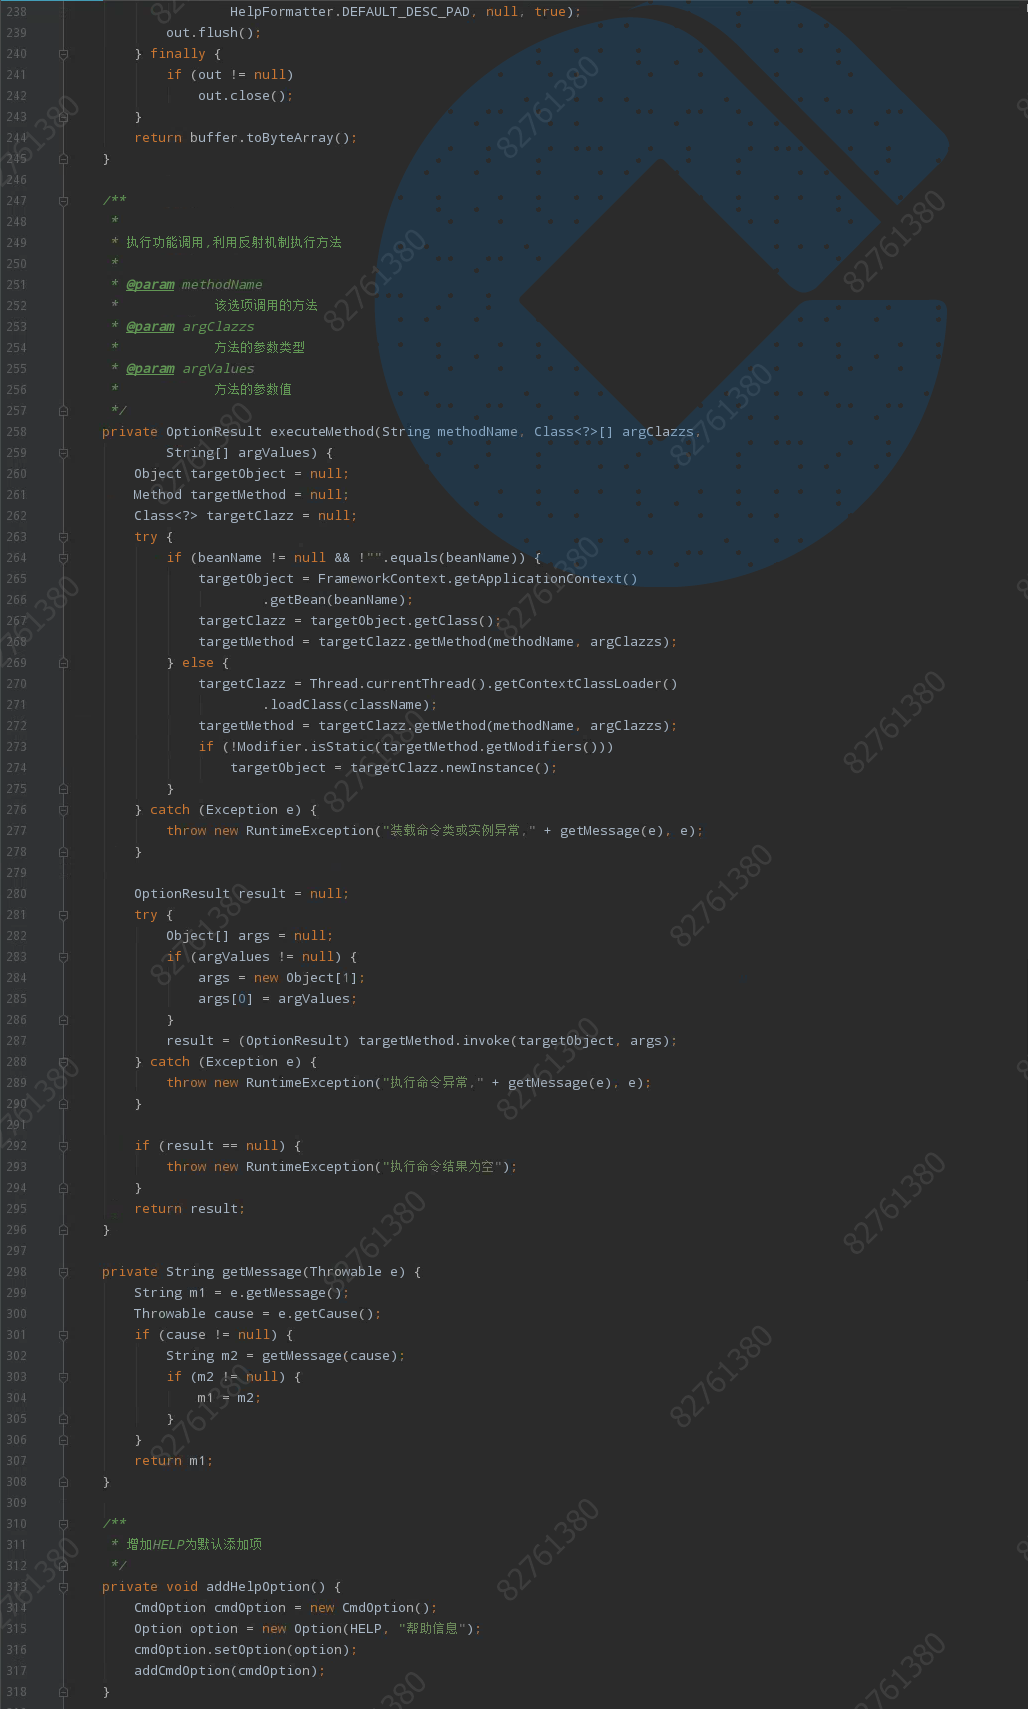 238 HelpFormatter.DEFAULT_DESC_PAD, null, true);
239 out.flush();
240 } finally {
241 if (out != null)
242 out.close();
243 }
244 return buffer.toByteArray();
245 }
246
247 /**
248 *
249 * 执行功能调用,利用反射机制执行方法
250 *
251 * @param methodName
252 * 该选项调用的方法
253 * @param argClazzs
254 * 方法的参数类型
255 * @param argValues
256 * 方法的参数值
257 */
258 private OptionResult executeMethod(String methodName, Class<?>[] argClazzs,
259 String[] argValues) {
260 Object targetObject = null;
261 Method targetMethod = null;
262 Class<?> targetClazz = null;
263 try {
264 if (beanName != null && !"".equals(beanName)) {
265 targetObject = FrameworkContext.getApplicationContext()
266 .getBean(beanName);
267 targetClazz = targetObject.getClass();
268 targetMethod = targetClazz.getMethod(methodName, argClazzs);
269 } else {
270 targetClazz = Thread.currentThread().getContextClassLoader()
271 .loadClass(className);
272 targetMethod = targetClazz.getMethod(methodName, argClazzs);
273 if (!Modifier.isStatic(targetMethod.getModifiers()))
274 targetObject = targetClazz.newInstance();
275 }
276 } catch (Exception e) {
277 throw new RuntimeException("装载命令类或实例异常," + getMessage(e), e);
278 }
279
280 OptionResult result = null;
281 try {
282 Object[] args = null;
283 if (argValues != null) {
284 args = new Object[1];
285 args[0] = argValues;
286 }
287 result = (OptionResult) targetMethod.invoke(targetObject, args);
288 } catch (Exception e) {
289 throw new RuntimeException("执行命令异常," + getMessage(e), e);
290 }
291
292 if (result == null) {
293 throw new RuntimeException("执行命令结果为空");
294 }
295 return result;
296 }
297
298 private String getMessage(Throwable e) {
299 String m1 = e.getMessage();
300 Throwable cause = e.getCause();
301 if (cause != null) {
302 String m2 = getMessage(cause);
303 if (m2 != null) {
304 m1 = m2;
305 }
306 }
307 return m1;
308 }
309
310 /**
311 * 增加HELP为默认添加项
312 */
313 private void addHelpOption() {
314 CmdOption cmdOption = new CmdOption();
315 Option option = new Option(HELP, "帮助信息");
316 cmdOption.setOption(option);
317 addCmdOption(cmdOption);
318 }
82761380